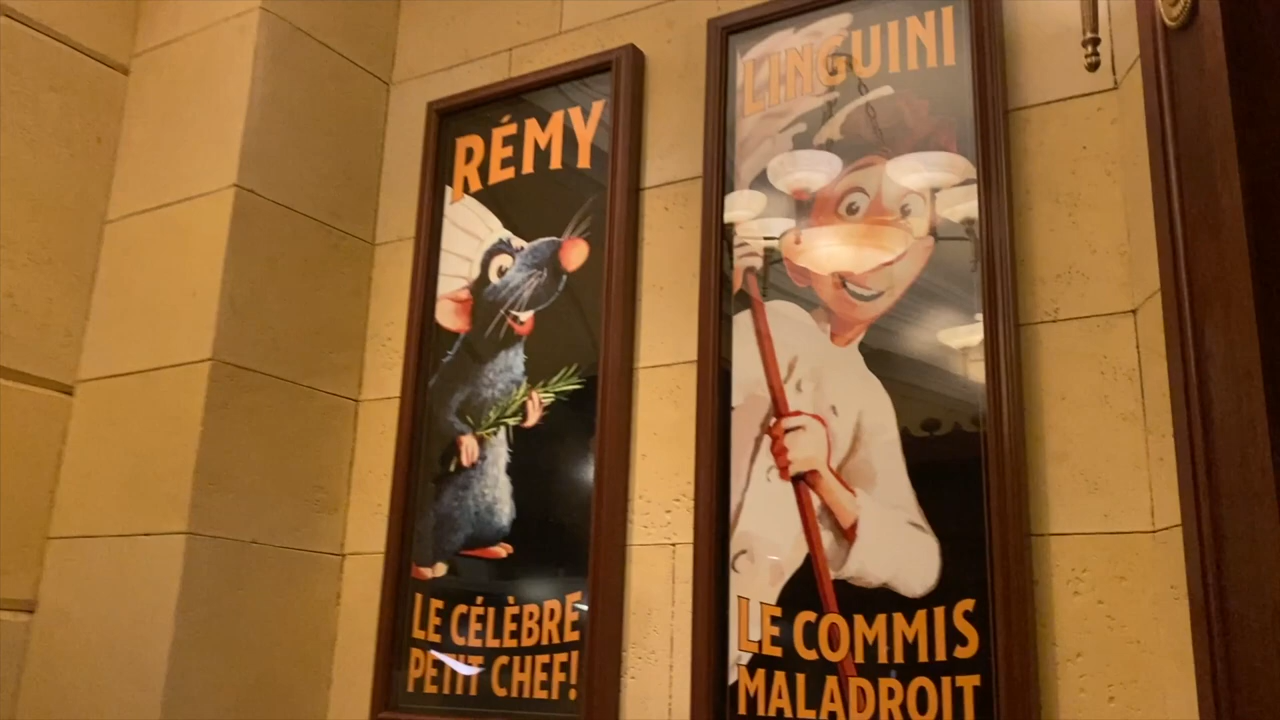 RÉMY
LE CÉLÈBRE
PETIT CHEF!
LINGUINI
LE COMMIS
MALADROIT